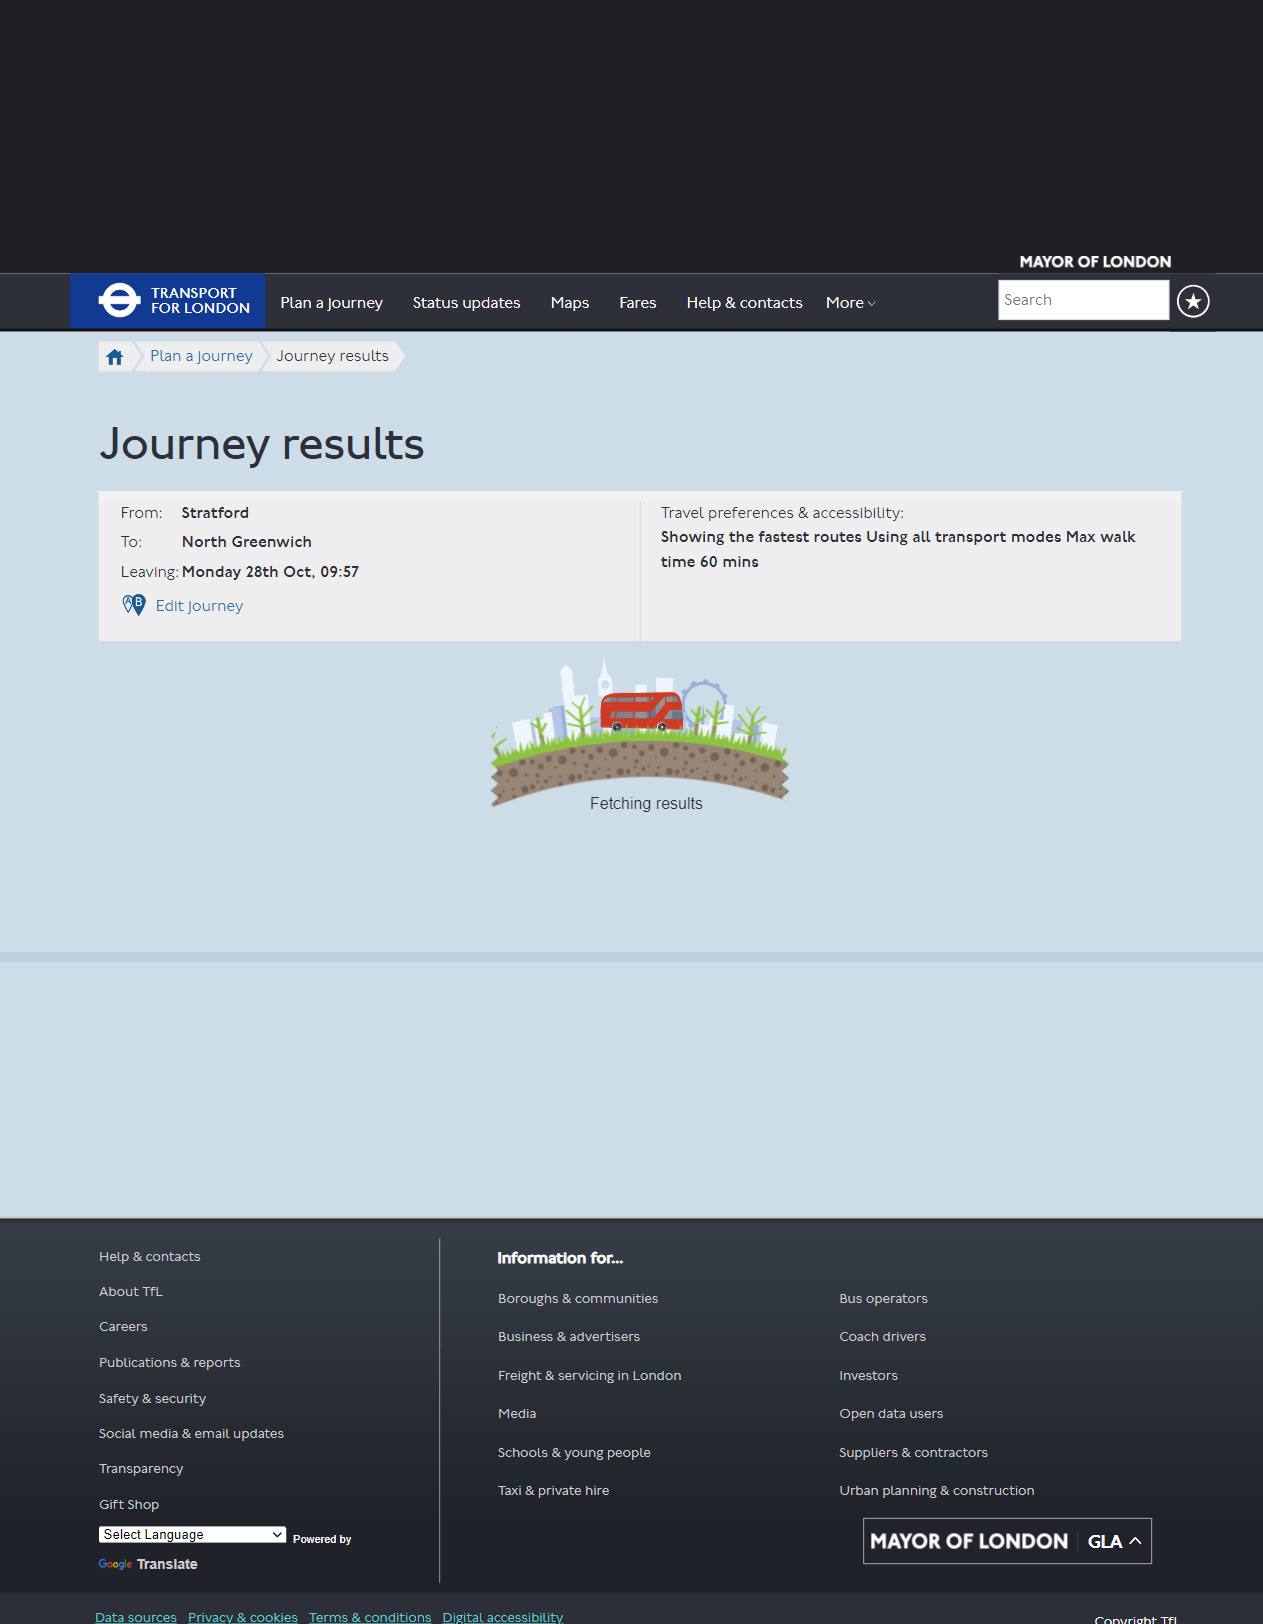 MAYOR OF LONDON
TRANSPORT
FOR LONDON
Plan a journey
Status updates
Maps
Fares
Help & contacts
More
Search
Plan a journey
Journey results
Journey results
From: Stratford
To: North Greenwich
Leaving: Monday 28th Oct, 09:57
A B Edit journey
Travel preferences & accessibility:
Showing the fastest routes Using all transport modes Max walk
time 60 mins
Fetching results
Help & contacts
About TfL
Careers
Publications & reports
Safety & security
Social media & email updates
Transparency
Gift Shop
Select Language
Powered by
Google Translate
Information for...
Boroughs & communities
Business & advertisers
Freight & servicing in London
Media
Schools & young people
Taxi & private hire
Bus operators
Coach drivers
Investors
Open data users
Suppliers & contractors
Urban planning & construction
MAYOR OF LONDON
GLA
Data sources
Privacy & cookies
Terms & conditions
Digital accessibility
Copyright TfL